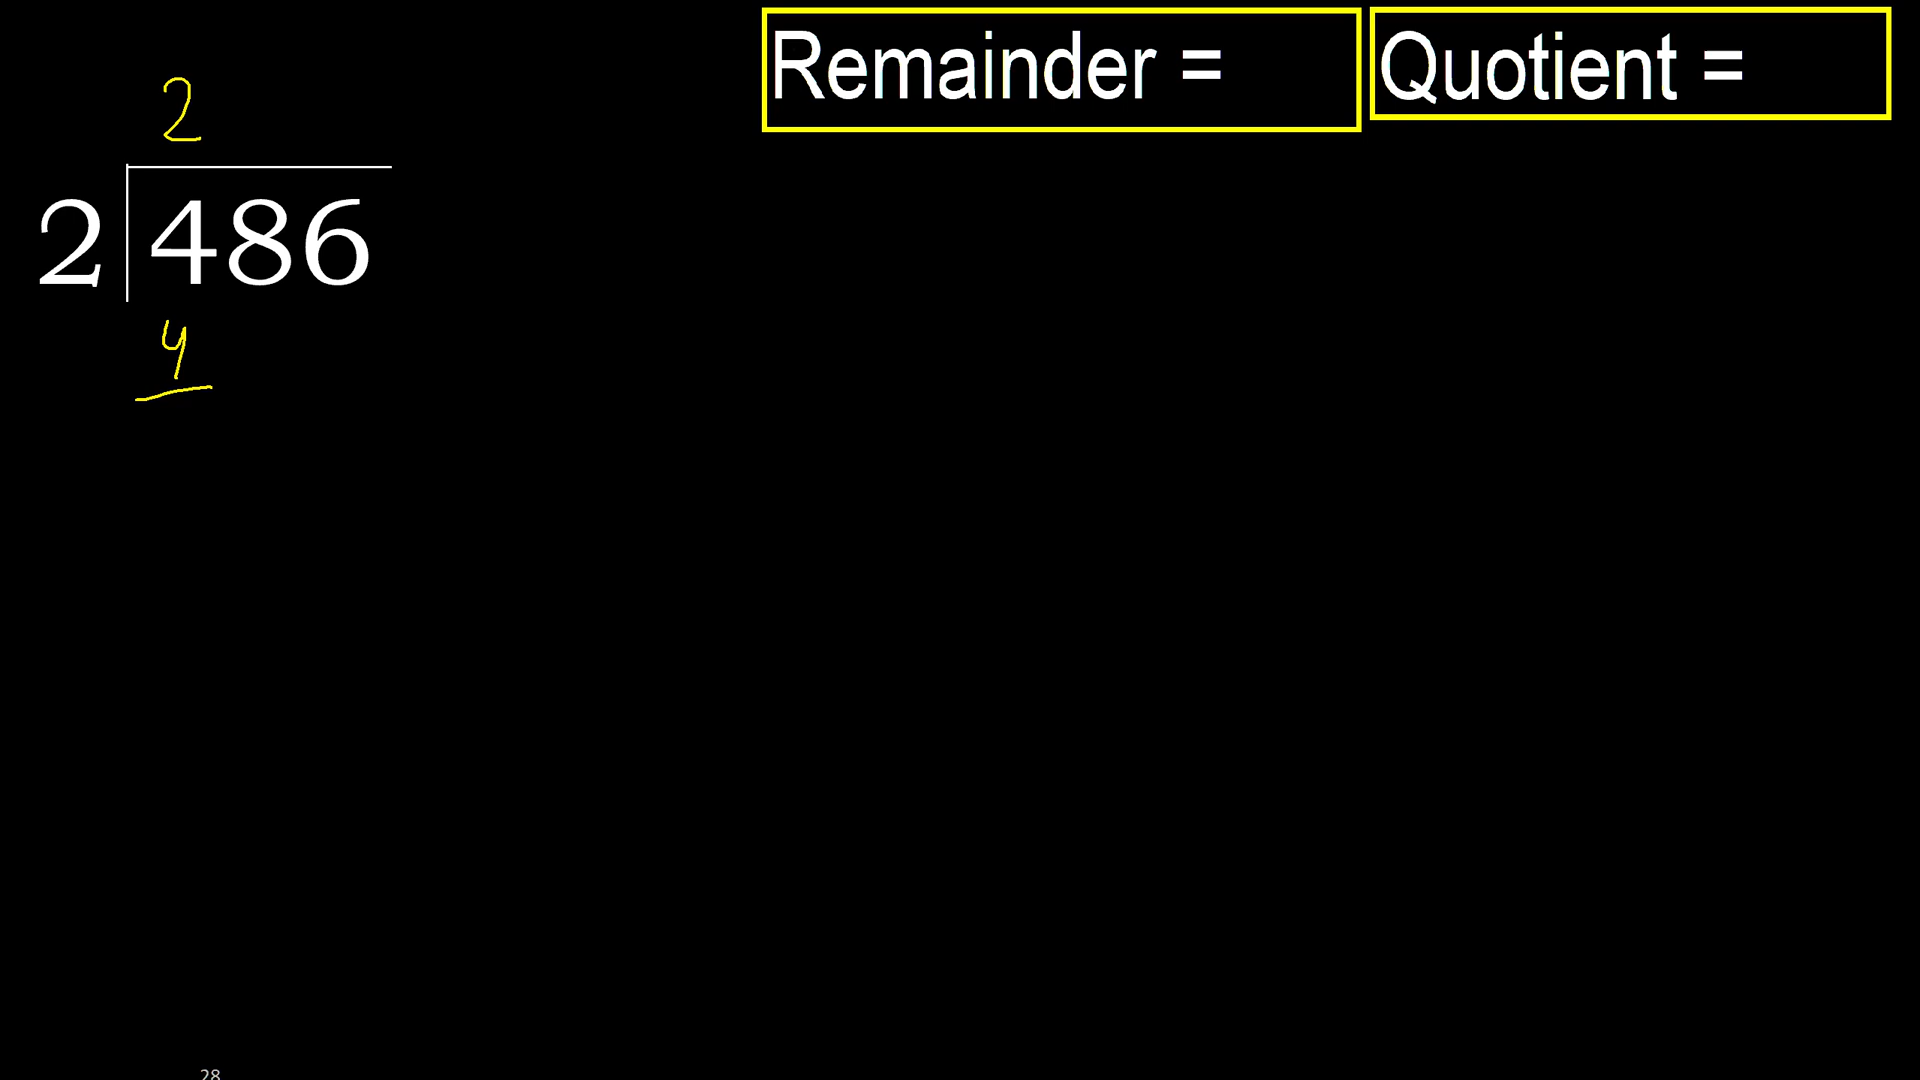 Remainder = Quotient =
2
2 486
4
28